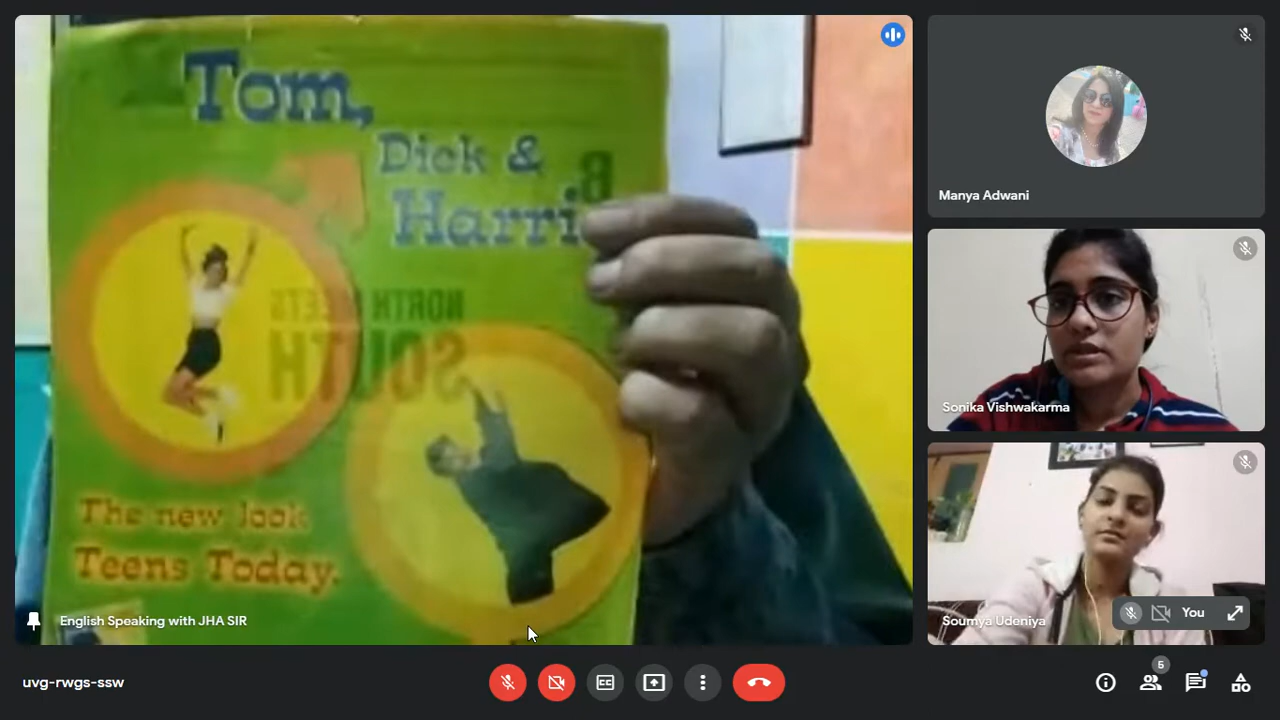 Tom,
Dick &
Harri
NORTH
SOUTH
The new look
Teens Today.
English Speaking with JHA SIR
Manya Adwani
Sonika Vishwakarma
Soumya Udeniya
You
uvg-rwgs-ssw
CC
5